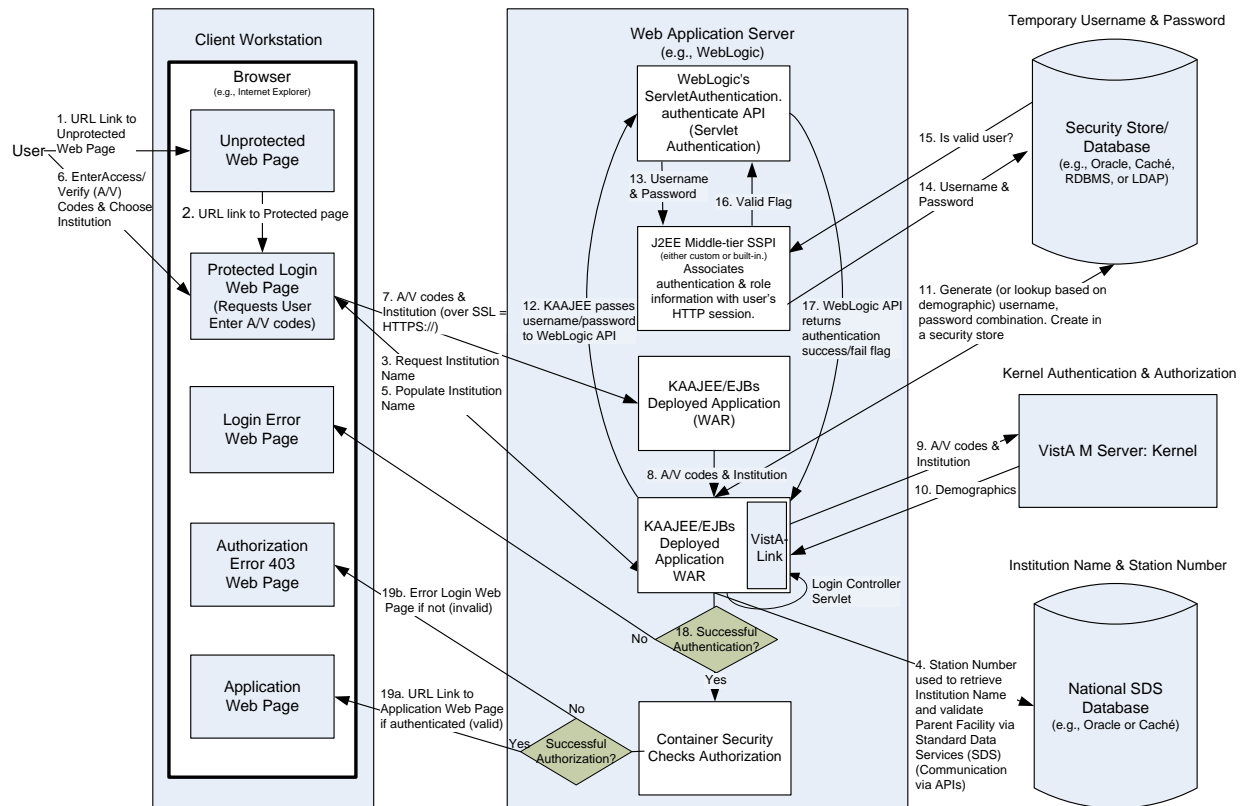 Client Workstation
Browser
(e.g., Internet Explorer)
User
1. URL Link to
Unprotected
Web Page
6. EnterAccess/
Verify (A/V)
Codes & Choose
Institution
Unprotected
Web Page
2. URL link to Protected page
Protected Login
Web Page
(Requests User
Enter A/V codes)
Login Error
Web Page
Authorization
Error 403
Web Page
Application
Web Page
7. A/V codes &
Institution (over SSL =
HTTPS://)
3. Request Institution
Name
5. Populate Institution
Name
19b. Error Login Web
Page if not (invalid)
19a. URL Link to
Application Web Page
if authenticated (valid)
Web Application Server
(e.g., WebLogic)
WebLogic's
ServletAuthentication.
authenticate API
(Servlet
Authentication)
13. Username
& Password
16. Valid Flag
J2EE Middle-tier SSPI
(either custom or built-in.)
Associates
authentication & role
information with user's
HTTP session.
12. KAAJEE passes
username/password
to WebLogic API
17. WebLogic API
returns
authentication
success/fail flag
KAAJEE/EJBs
Deployed Application
(WAR)
8. A/V codes & Institution
KAAJEE/EJBs
Deployed
Application
WAR
VistA-
Link
Login Controller
Servlet
No
18. Successful
Authentication?
Yes
No
Yes
Successful
Authorization?
Container Security
Checks Authorization
Temporary Username & Password
Security Store/
Database
(e.g., Oracle, Caché,
RDBMS, or LDAP)
15. Is valid user?
14. Username &
Password
11. Generate (or lookup based on
demographic) username,
password combination. Create in
a security store
Kernel Authentication & Authorization
9. A/V codes &
Institution
VistA M Server: Kernel
10. Demographics
Institution Name & Station Number
4. Station Number
used to retrieve
Institution Name
and validate
Parent Facility via
Standard Data
Services (SDS)
(Communication
via APIs)
National SDS
Database
(e.g., Oracle or Caché)